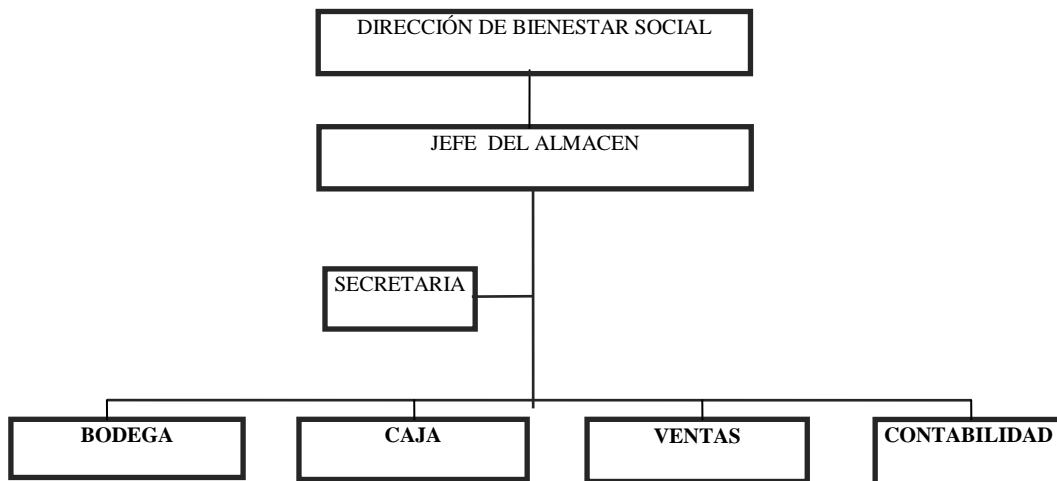 DIRECCIÓN DE BIENESTAR SOCIAL
JEFE DEL ALMACEN
SECRETARIA
BODEGA
CAJA
VENTAS
CONTABILIDAD